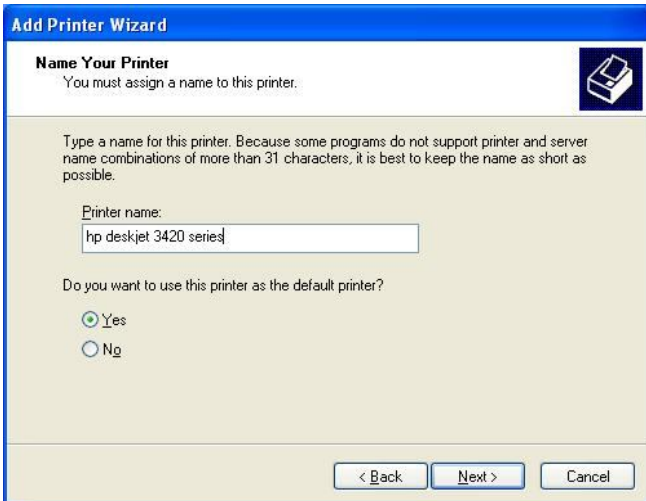 Add Printer Wizard
Name Your Printer
You must assign a name to this printer.
Type a name for this printer. Because some programs do not support printer and server
name combinations of more than 31 characters, it is best to keep the name as short as
possible.
Printer name:
hp deskjet 3420 series
Do you want to use this printer as the default printer?
Yes
No
< Back
Next >
Cancel